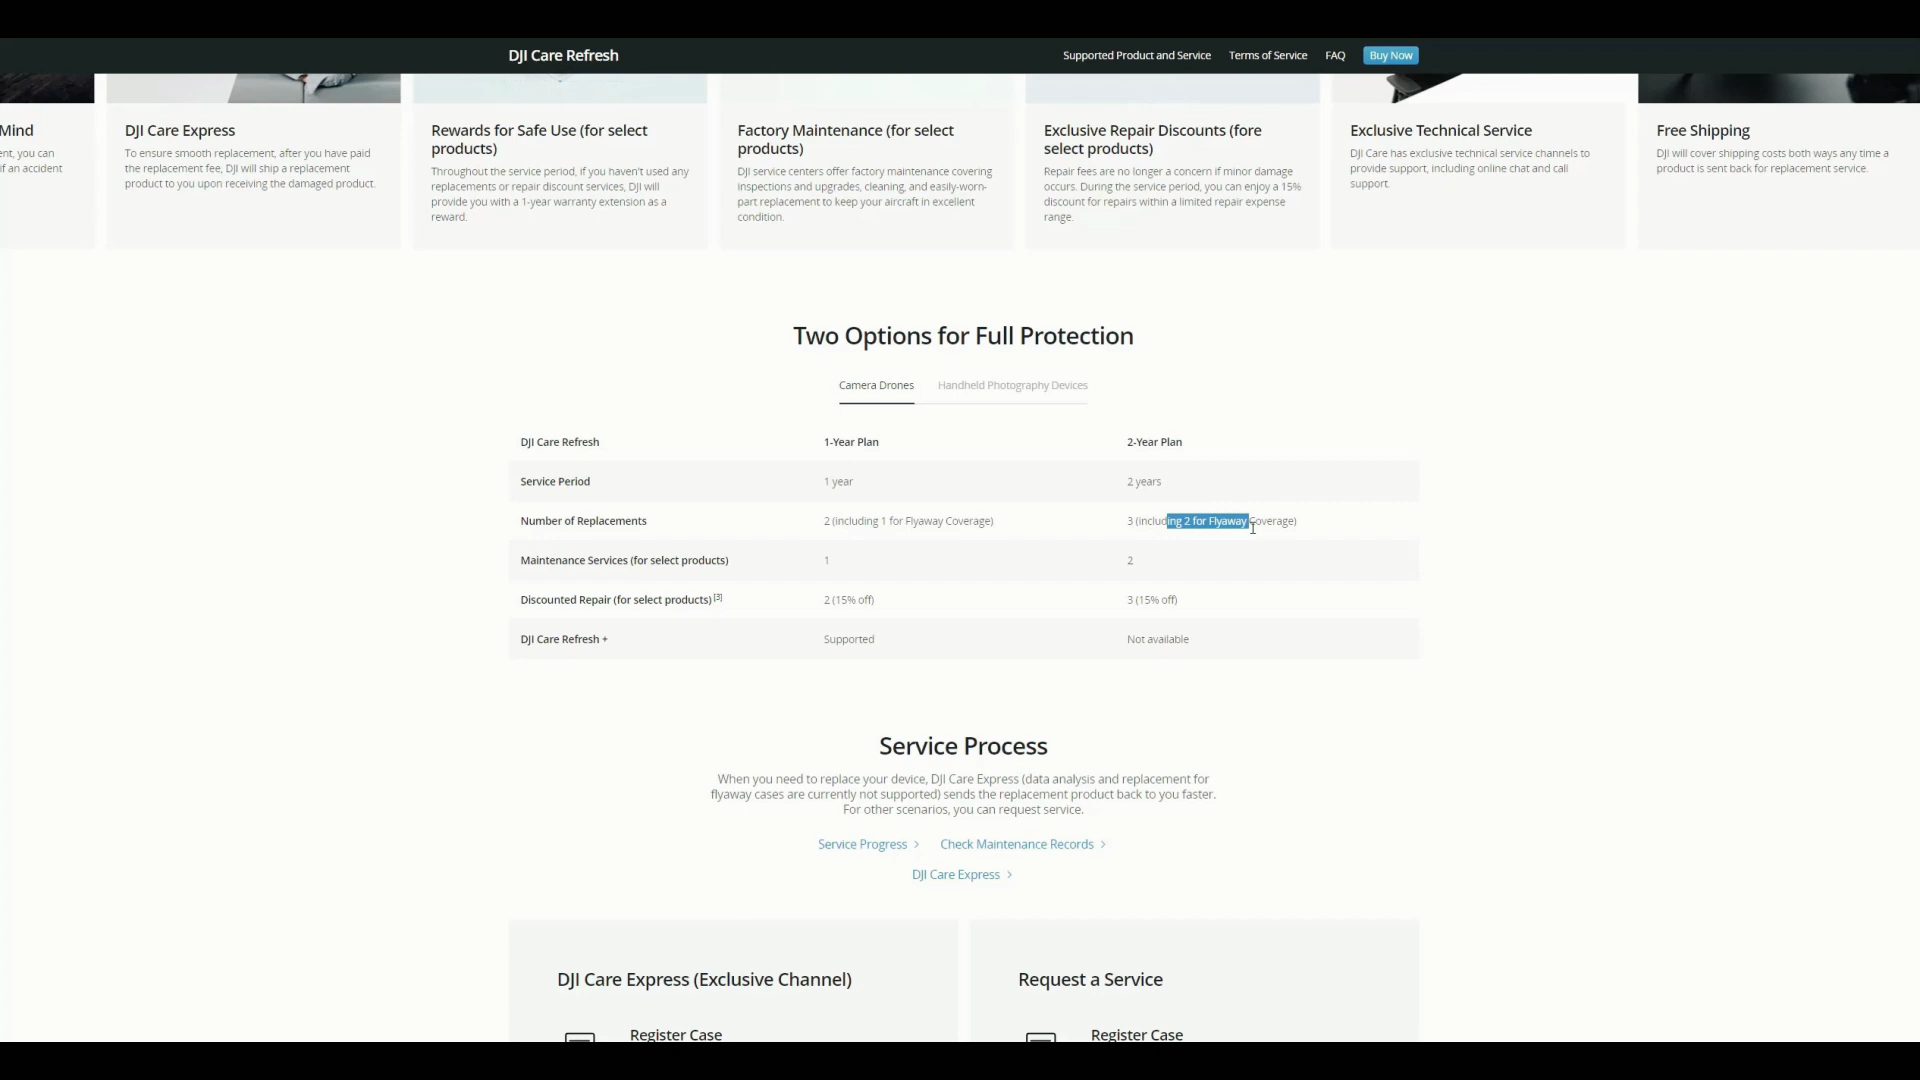 DJI Care Refresh
Supported Product and Service
Terms of Service
FAQ
Buy Now
Mind
ent, you can
if an accident
DJI Care Express
To ensure smooth replacement, after you have paid
the replacement fee, DJI will ship a replacement
product to you upon receiving the damaged product.
Rewards for Safe Use (for select
products)
Throughout the service period, if you haven't used any
replacements or repair discount services, DJI will
provide you with a 1-year warranty extension as a
reward.
Factory Maintenance (for select
products)
DJI service centers offer factory maintenance covering
inspections and upgrades, cleaning, and easily-worn-
part replacement to keep your aircraft in excellent
condition.
Exclusive Repair Discounts (fore
select products)
Repair fees are no longer a concern if minor damage
occurs. During the service period, you can enjoy a 15%
discount for repairs within a limited repair expense
range.
Exclusive Technical Service
DJI Care has exclusive technical service channels to
provide support, including online chat and call
support.
Free Shipping
DJI will cover shipping costs both ways any time a
product is sent back for replacement service.
Two Options for Full Protection
Camera Drones
Handheld Photography Devices
DJI Care Refresh
1-Year Plan
2-Year Plan
Service Period
1 year
2 years
Number of Replacements
2 (including 1 for Flyaway Coverage)
3 (including 2 for Flyaway Coverage)
Maintenance Services (for select products)
1
2
Discounted Repair (for select products) [3]
2 (15% off)
3 (15% off)
DJI Care Refresh +
Supported
Not available
Service Process
When you need to replace your device, DJI Care Express (data analysis and replacement for
flyaway cases are currently not supported) sends the replacement product back to you faster.
For other scenarios, you can request service.
Service Progress >
Check Maintenance Records >
DJI Care Express >
DJI Care Express (Exclusive Channel)
Register Case
Request a Service
Register Case